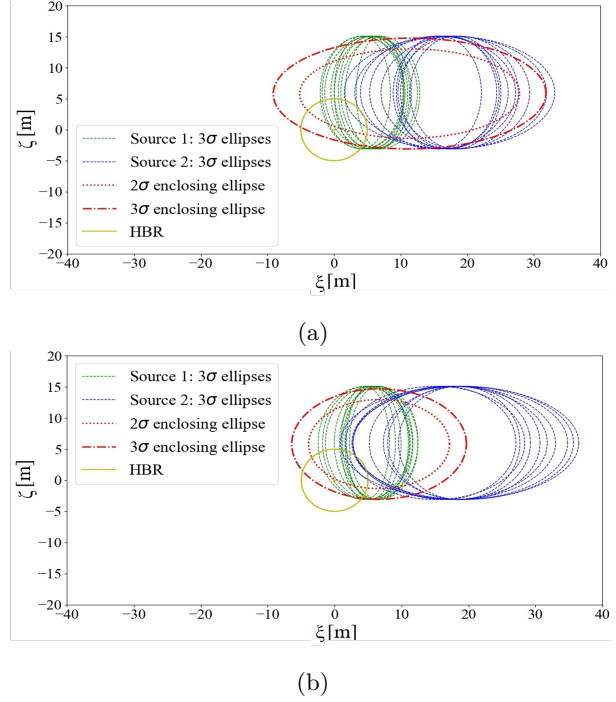 20
15
10
5
0
−5
−10
−15
−20
ζ [m]
Source 1: 3σ ellipses
Source 2: 3σ ellipses
2σ enclosing ellipse
3σ enclosing ellipse
HBR
−40 −30 −20 −10 0 10 20 30 40
ξ[m]
(a)
20
15
10
5
0
−5
−10
−15
−20
ζ [m]
Source 1: 3σ ellipses
Source 2: 3σ ellipses
2σ enclosing ellipse
3σ enclosing ellipse
HBR
−40 −30 −20 −10 0 10 20 30 40
ξ[m]
(b)